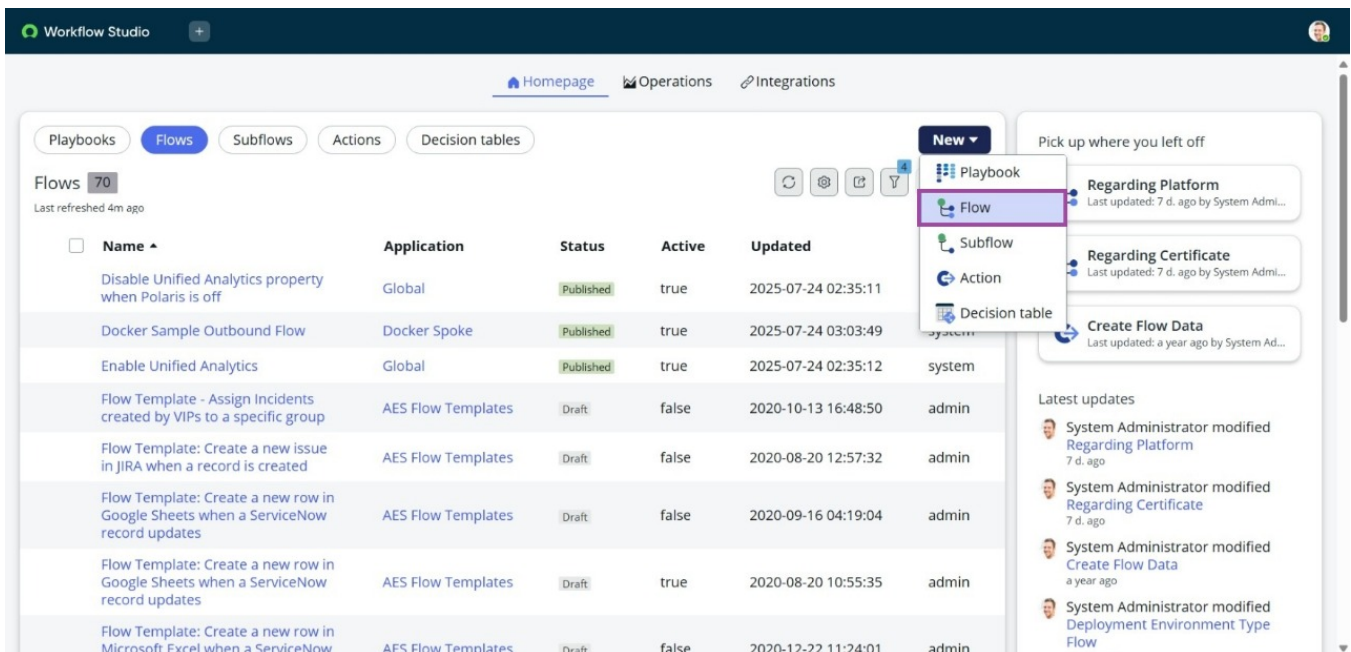 Workflow Studio
+
Homepage Operations Integrations
Playbooks Flows Subflows Actions Decision tables New
Playbook
Flow
Subflow
Action
Decision table
Flows 70
4
Last refreshed 4m ago
Name Application Status Active Updated
Disable Unified Analytics property
when Polaris is off
Global Published true 2025-07-24 02:35:11
Docker Sample Outbound Flow Docker Spoke Published true 2025-07-24 03:03:49 system
Enable Unified Analytics Global Published true 2025-07-24 02:35:12 system
Flow Template - Assign Incidents
created by VIPs to a specific group
AES Flow Templates Draft false 2020-10-13 16:48:50 admin
Flow Template: Create a new issue
in JIRA when a record is created
AES Flow Templates Draft false 2020-08-20 12:57:32 admin
Flow Template: Create a new row in
Google Sheets when a ServiceNow
record updates
AES Flow Templates Draft false 2020-09-16 04:19:04 admin
Flow Template: Create a new row in
Google Sheets when a ServiceNow
record updates
AES Flow Templates Draft true 2020-08-20 10:55:35 admin
Flow Template: Create a new row in
Microsoft Excel when a ServiceNow
AES Flow Templates Draft false 2020-12-22 11:24:01 admin
Pick up where you left off
Regarding Platform
Last updated: 7 d. ago by System Admi...
Regarding Certificate
Last updated: 7 d. ago by System Admi...
Create Flow Data
Last updated: a year ago by System Ad...
Latest updates
System Administrator modified
Regarding Platform
7 d. ago
System Administrator modified
Regarding Certificate
7 d. ago
System Administrator modified
Create Flow Data
a year ago
System Administrator modified
Deployment Environment Type
Flow